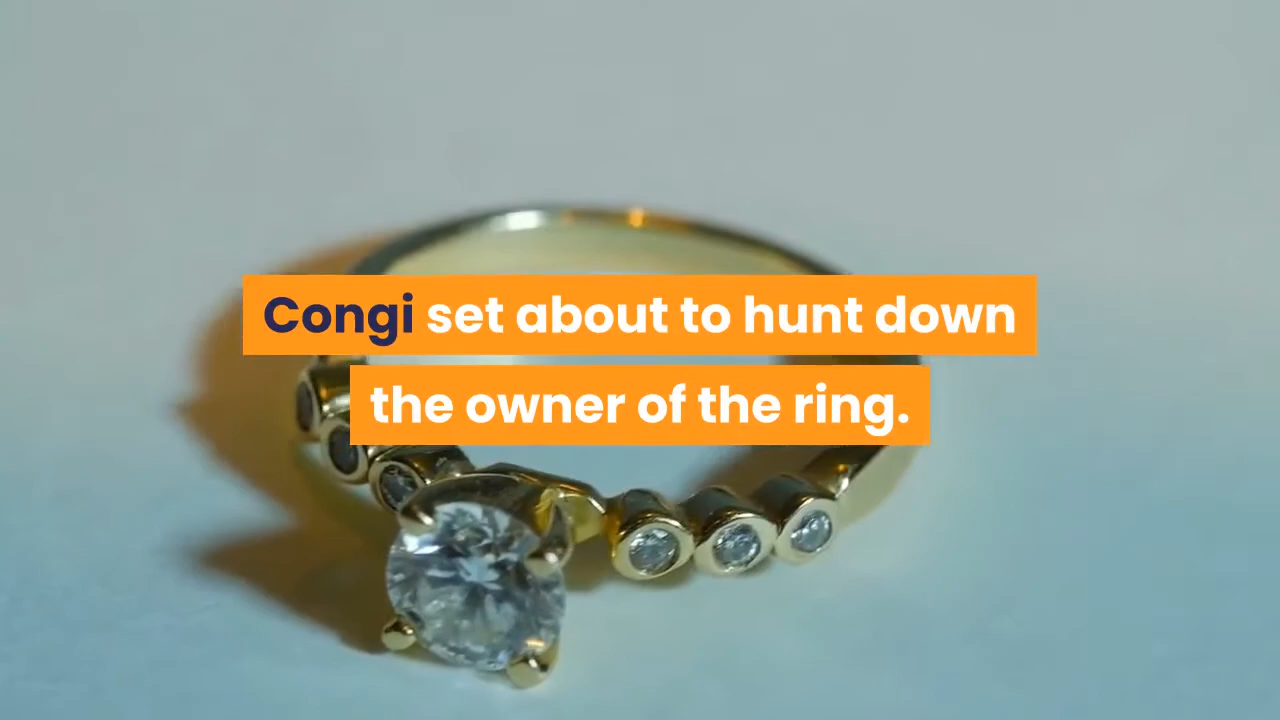 Congi set about to hunt down
the owner of the ring.